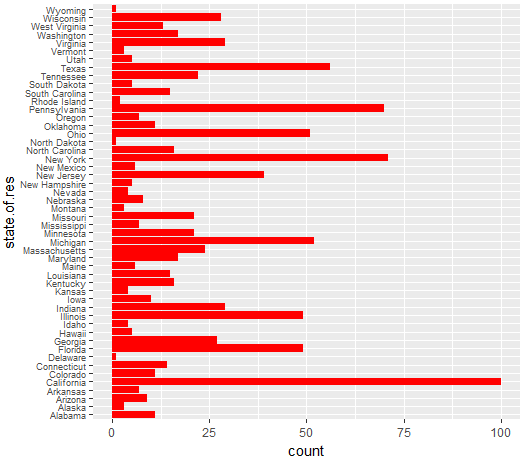 state.of.res
Wyoming
Wisconsin
West Virginia
Washington
Virginia
Vermont
Utah
Texas
Tennessee
South Dakota
South Carolina
Rhode Island
Pennsylvania
Oregon
Oklahoma
Ohio
North Dakota
North Carolina
New York
New Mexico
New Jersey
New Hampshire
Nevada
Nebraska
Montana
Missouri
Mississippi
Minnesota
Michigan
Massachusetts
Maryland
Maine
Louisiana
Kentucky
Kansas
Iowa
Indiana
Illinois
Idaho
Hawaii
Georgia
Florida
Delaware
Connecticut
Colorado
California
Arkansas
Arizona
Alaska
Alabama
0 25 50 75 100
count